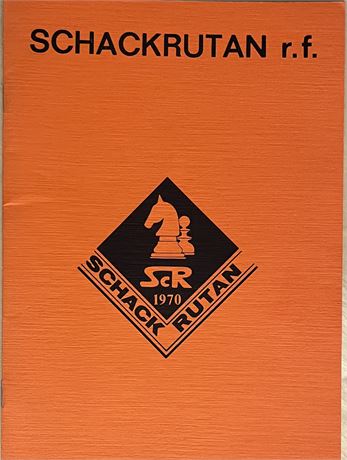 SCHACKRUTAN r.f.
ScR
1970
SCHACK
RUTAN